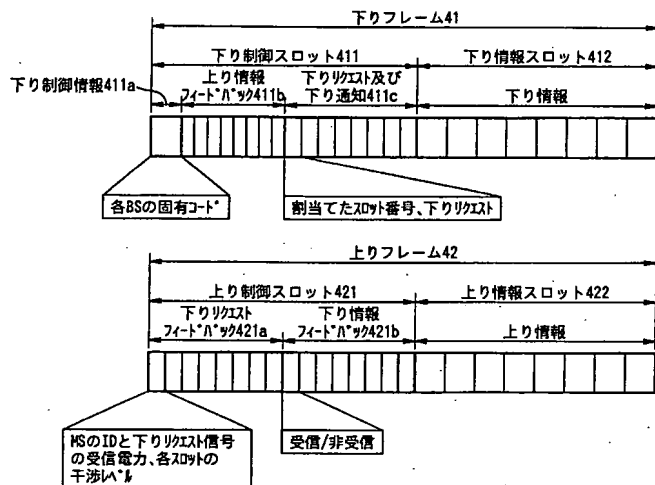 下りフレーム41
下り制御スロット411
下り情報スロット412
下り制御情報411a
上り情報
フィードバック411b
下りリクエスト及び
下り通知411c
下り情報
各BSの固有コード
割当てたスロット番号、下りリクエスト
上りフレーム42
上り制御スロット421
上り情報スロット422
下りリクエスト
フィードバック421a
下り情報
フィードバック421b
上り情報
MSのIDと下りリクエスト信号
の受信電力、各スロットの
干渉レベル
受信/非受信